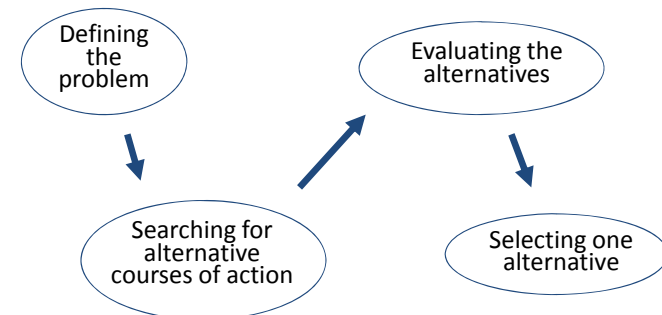 Defining
the
problem
Searching for
alternative
courses of action
Evaluating the
alternatives
Selecting one
alternative